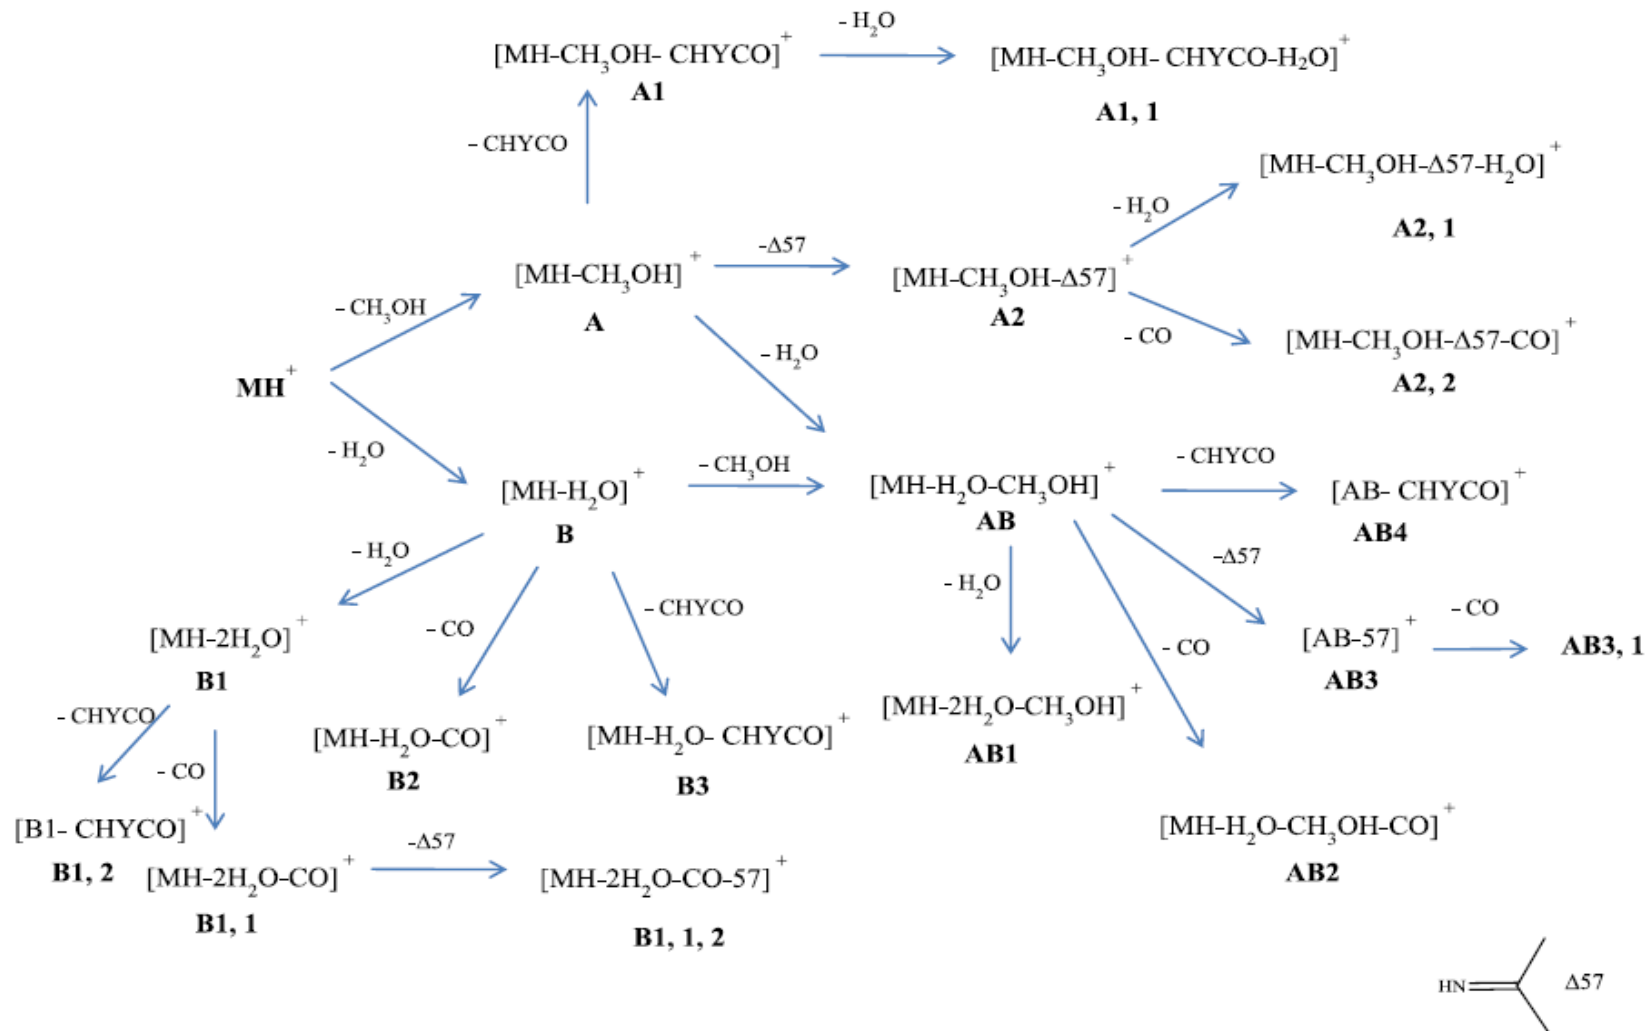 - H₂O
[MH-CH₃OH- CHYCO]⁺
A1
[MH-CH₃OH- CHYCO-H₂O]⁺
A1, 1
- CHYCO
[MH-CH₃OH-Δ57-H₂O]⁺
A2, 1
- H₂O
-Δ57
[MH-CH₃OH]⁺
A
[MH-CH₃OH-Δ57]⁺
A2
- CH₃OH
- CO
[MH-CH₃OH-Δ57-CO]⁺
A2, 2
- H₂O
MH⁺
- H₂O
[MH-H₂O]⁺
B
- CH₃OH
[MH-H₂O-CH₃OH]⁺
AB
- CHYCO
[AB- CHYCO]⁺
AB4
- H₂O
- H₂O
-Δ57
- CHYCO
- CO
- CO
- CO
[MH-2H₂O]⁺
B1
[AB-57]⁺
AB3
AB3, 1
- CHYCO
- CO
[MH-H₂O-CO]⁺
B2
[MH-H₂O- CHYCO]⁺
B3
[MH-2H₂O-CH₃OH]⁺
AB1
[B1- CHYCO]⁺
B1, 2
[MH-2H₂O-CO]⁺
B1, 1
-Δ57
[MH-2H₂O-CO-57]⁺
B1, 1, 2
[MH-H₂O-CH₃OH-CO]⁺
AB2
HN
Δ57